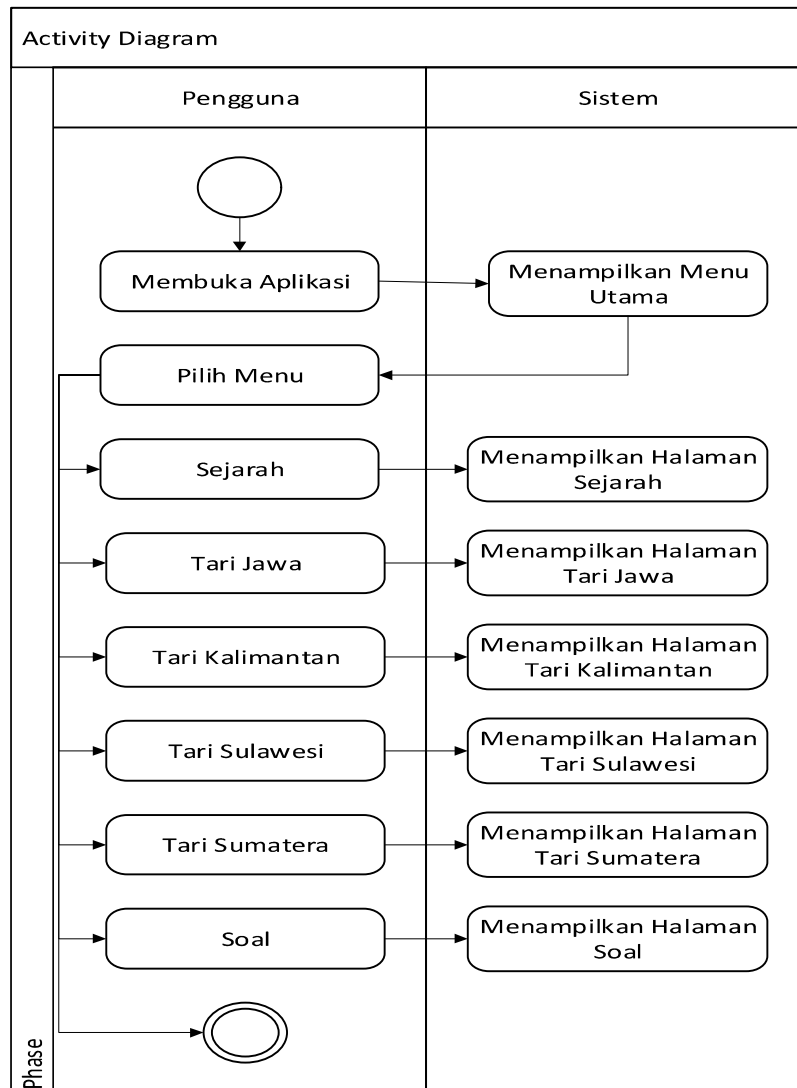 Activity Diagram
Pengguna
Sistem
Membuka Aplikasi
Menampilkan Menu
Utama
Pilih Menu
Sejarah
Menampilkan Halaman
Sejarah
Tari Jawa
Menampilkan Halaman
Tari Jawa
Tari Kalimantan
Menampilkan Halaman
Tari Kalimantan
Tari Sulawesi
Menampilkan Halaman
Tari Sulawesi
Tari Sumatera
Menampilkan Halaman
Tari Sumatera
Soal
Menampilkan Halaman
Soal
Phase